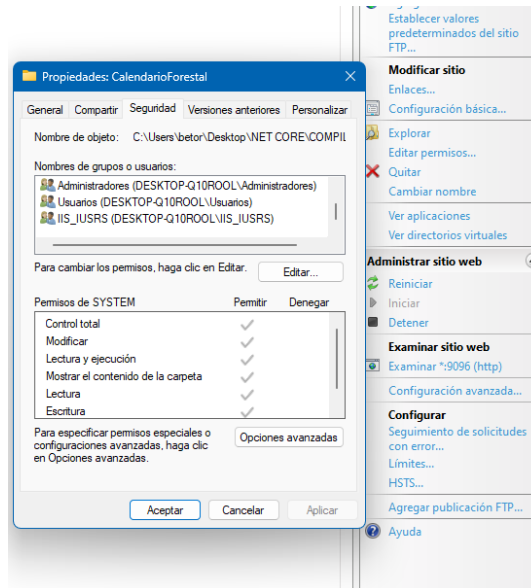 Establecer valores
predeterminados del sitio
FTP...
Modificar sitio
Enlaces...
Configuración básica...
Explorar
Editar permisos...
Quitar
Cambiar nombre
Ver aplicaciones
Ver directorios virtuales
Administrar sitio web
Reiniciar
Iniciar
Detener
Examinar sitio web
Examinar *:9096 (http)
Configuración avanzada...
Configurar
Seguimiento de solicitudes
con error...
Límites...
HSTS...
Agregar publicación FTP...
Ayuda
Propiedades: CalendarioForestal
General Compartir Seguridad Versiones anteriores Personalizar
Nombre de objeto: C:\Users\betor\Desktop\NET CORE\COMPIL
Nombres de grupos o usuarios:
Administradores (DESKTOP-Q10ROOL\Administradores)
Usuarios (DESKTOP-Q10ROOL\Usuarios)
IIS_IUSRS (DESKTOP-Q10ROOL\IIS_IUSRS)
Para cambiar los permisos, haga clic en Editar. Editar...
Permisos de SYSTEM Permitir Denegar
Control total
Modificar
Lectura y ejecución
Mostrar el contenido de la carpeta
Lectura
Escritura
Para especificar permisos especiales o
configuraciones avanzadas, haga clic
en Opciones avanzadas.
Opciones avanzadas
Aceptar Cancelar Aplicar